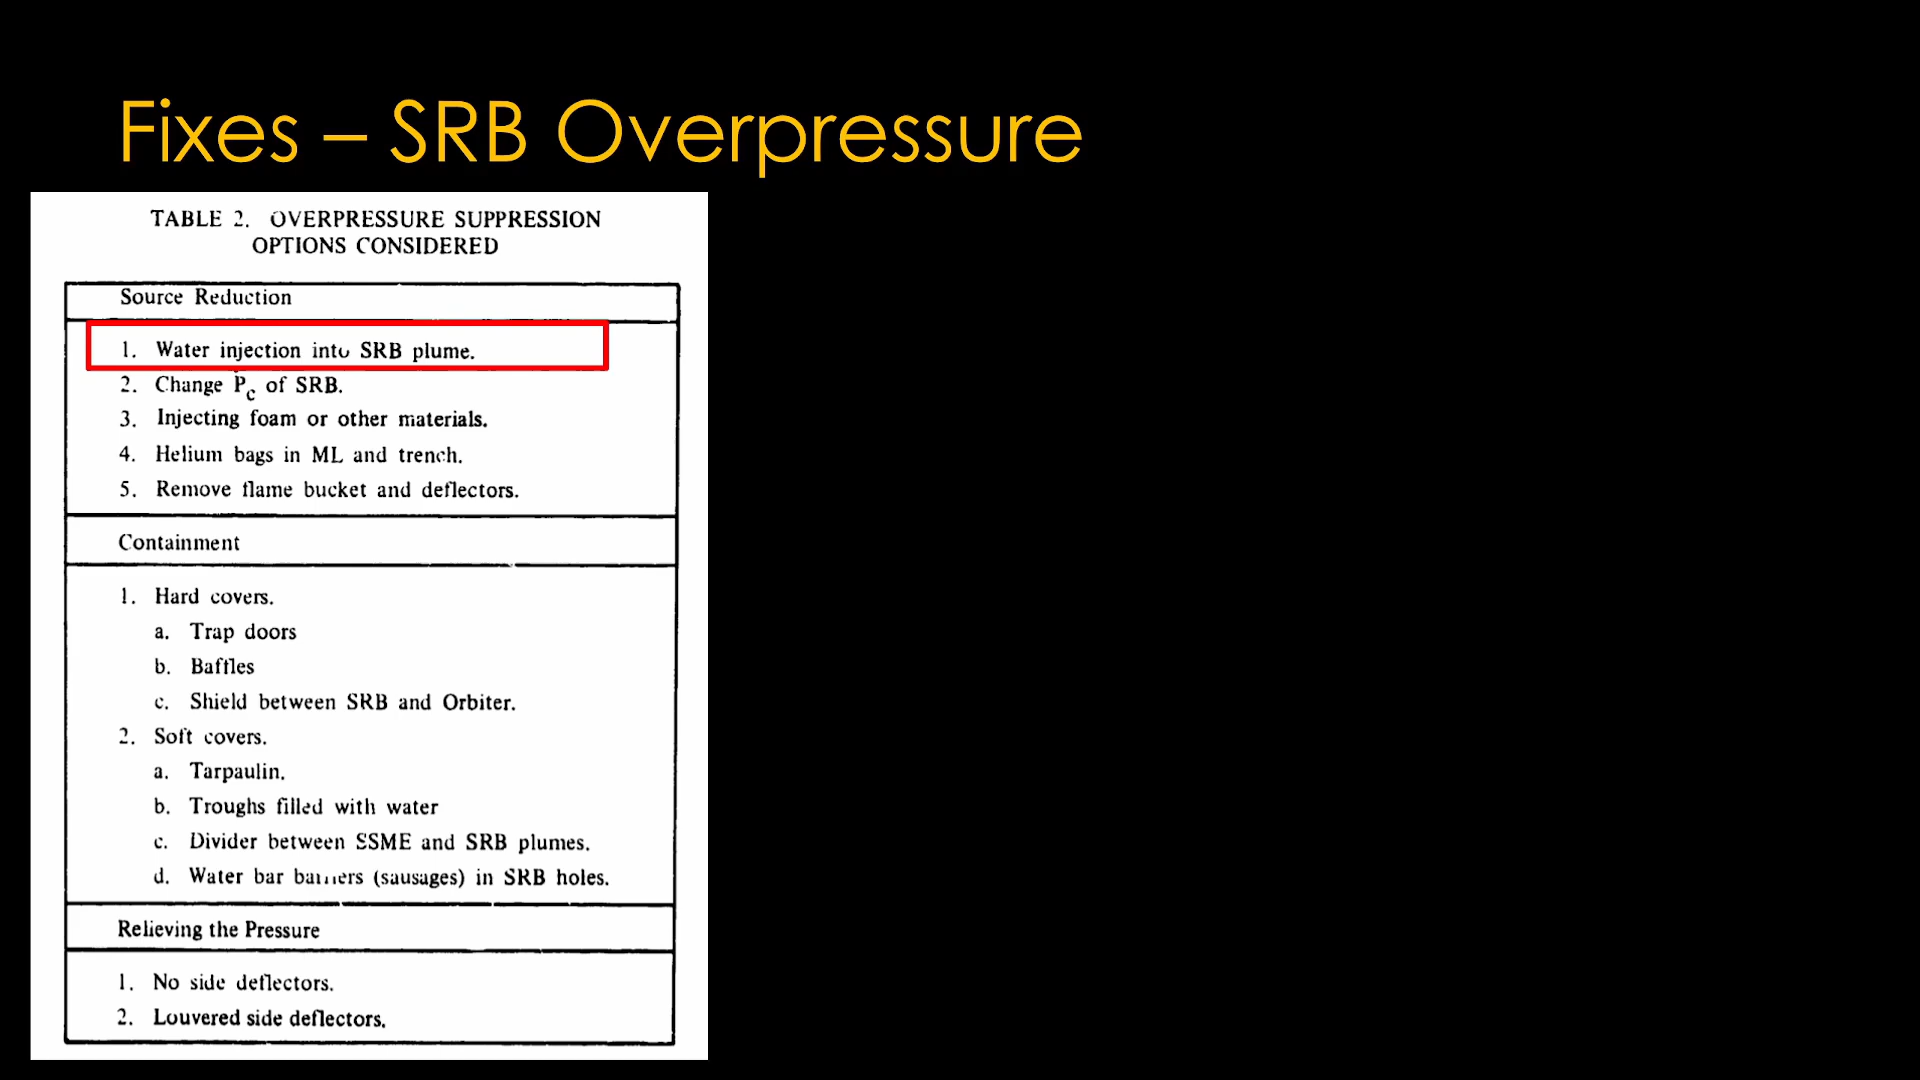 Fixes – SRB Overpressure
TABLE 2. OVERPRESSURE SUPPRESSION
OPTIONS CONSIDERED
Source Reduction
1. Water injection into SRB plume.
2. Change Ṗc of SRB.
3. Injecting foam or other materials.
4. Helium bags in ML and trench.
5. Remove flame bucket and deflectors.
Containment
1. Hard covers.
a. Trap doors
b. Baffles
c. Shield between SRB and Orbiter.
2. Soft covers.
a. Tarpaulin.
b. Troughs filled with water
c. Divider between SSME and SRB plumes.
d. Water bar barriers (sausages) in SRB holes.
Relieving the Pressure
1. No side deflectors.
2. Louvered side deflectors.